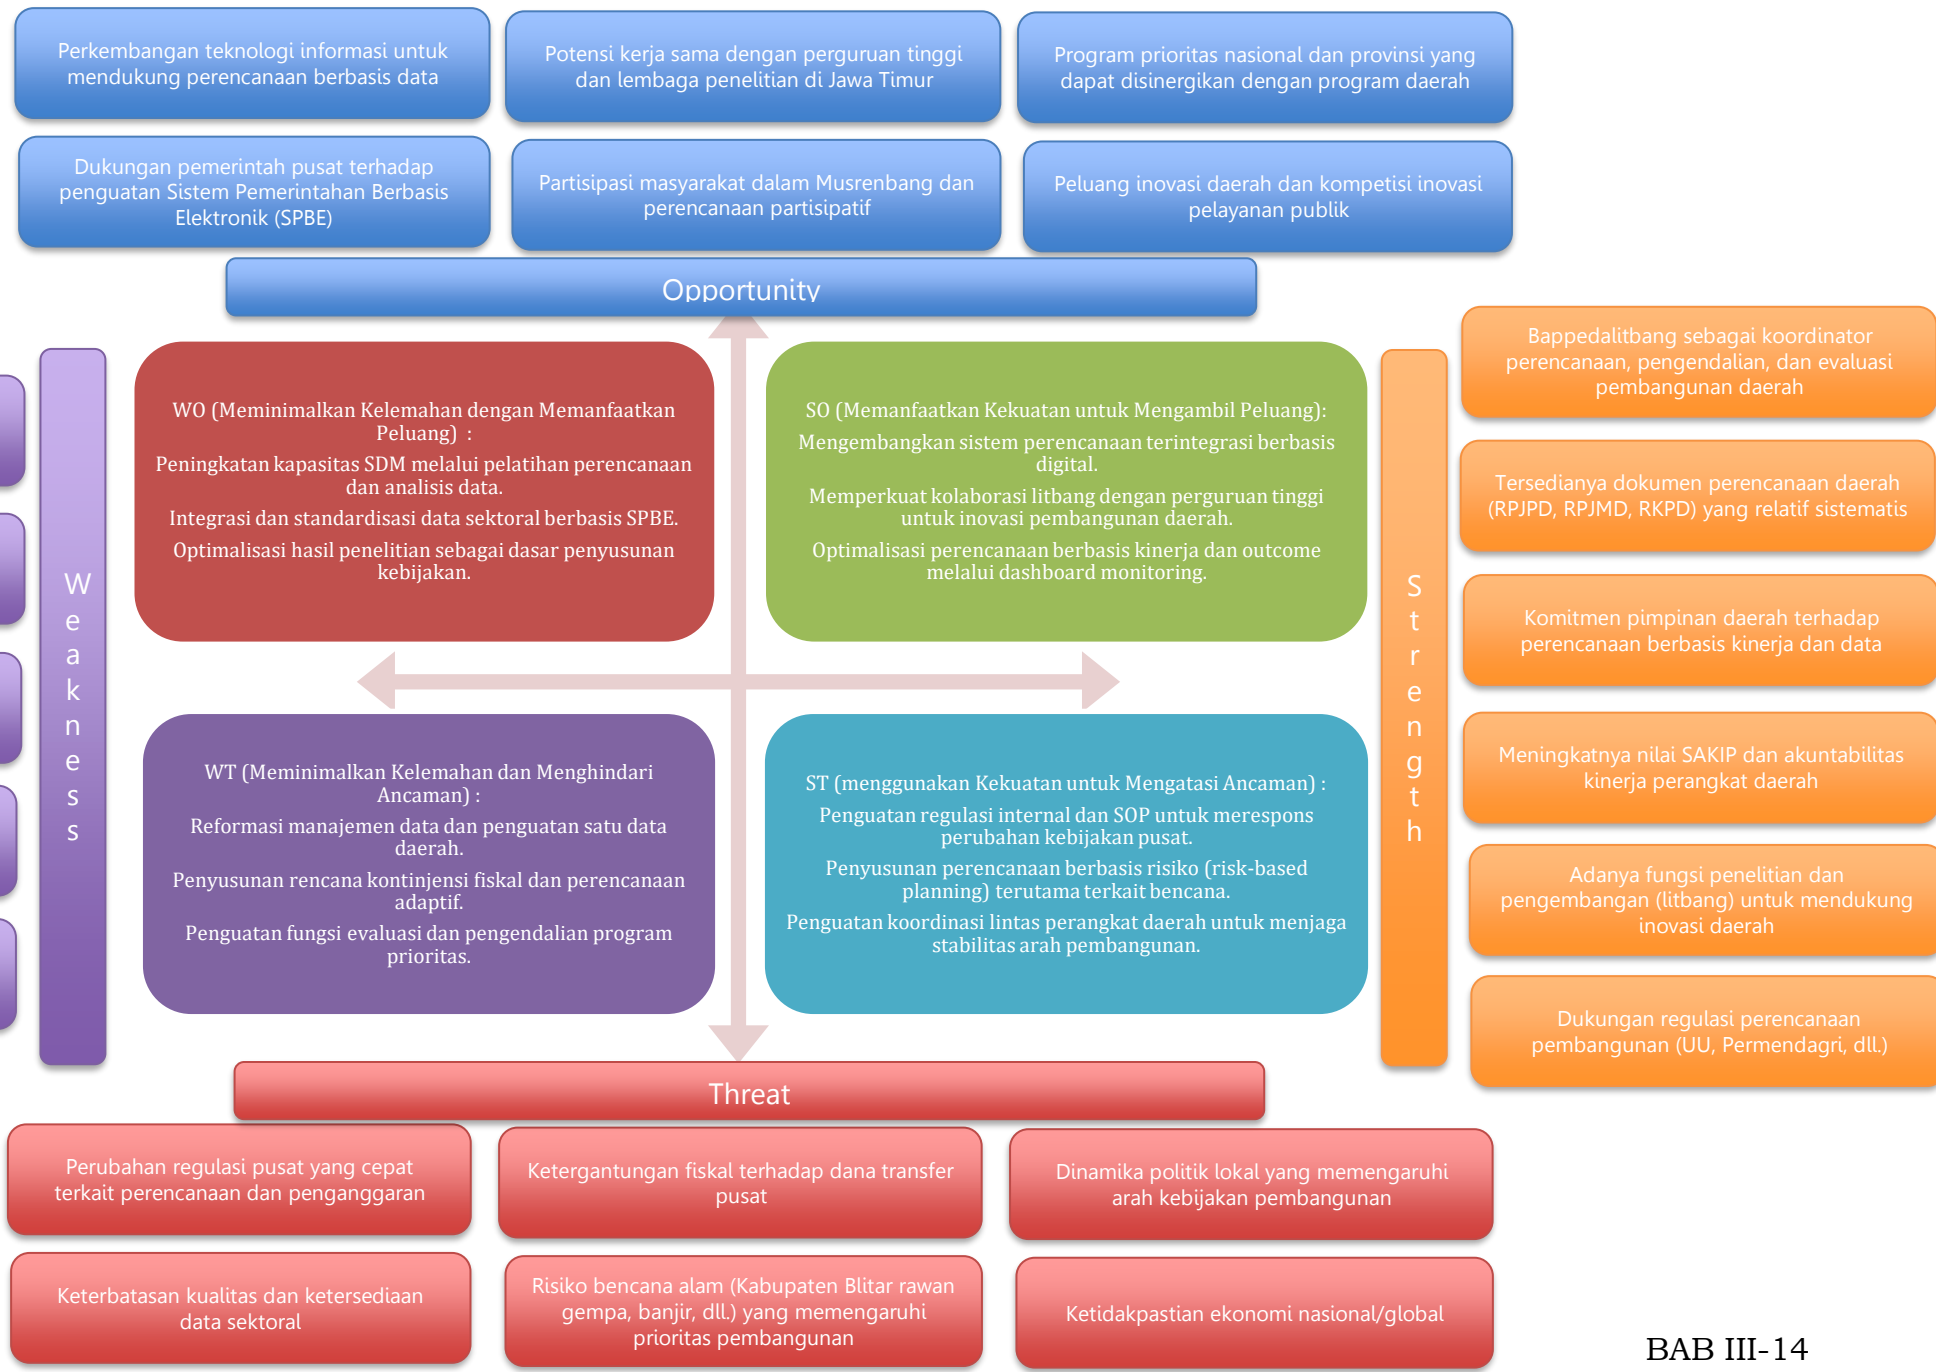 Perkembangan teknologi informasi untuk
mendukung perencanaan berbasis data
Potensi kerja sama dengan perguruan tinggi
dan lembaga penelitian di Jawa Timur
Program prioritas nasional dan provinsi yang
dapat disinergikan dengan program daerah
Dukungan pemerintah pusat terhadap
penguatan Sistem Pemerintahan Berbasis
Elektronik (SPBE)
Partisipasi masyarakat dalam Musrenbang dan
perencanaan partisipatif
Peluang inovasi daerah dan kompetisi inovasi
pelayanan publik
Opportunity
Weakness
WO (Meminimalkan Kelemahan dengan Memanfaatkan
Peluang)  :
Peningkatan kapasitas SDM melalui pelatihan perencanaan
dan analisis data.
Integrasi dan standardisasi data sektoral berbasis SPBE.
Optimalisasi hasil penelitian sebagai dasar penyusunan
kebijakan.
SO (Memanfaatkan Kekuatan untuk Mengambil Peluang):
Mengembangkan sistem perencanaan terintegrasi berbasis
digital.
Memperkuat kolaborasi litbang dengan perguruan tinggi
untuk inovasi pembangunan daerah.
Optimalisasi perencanaan berbasis kinerja dan outcome
melalui dashboard monitoring.
WT (Meminimalkan Kelemahan dan Menghindari
Ancaman) :
Reformasi manajemen data dan penguatan satu data
daerah.
Penyusunan rencana kontinjensi fiskal dan perencanaan
adaptif.
Penguatan fungsi evaluasi dan pengendalian program
prioritas.
ST (menggunakan Kekuatan untuk Mengatasi Ancaman) :
Penguatan regulasi internal dan SOP untuk merespons
perubahan kebijakan pusat.
Penyusunan perencanaan berbasis risiko (risk-based
planning) terutama terkait bencana.
Penguatan koordinasi lintas perangkat daerah untuk menjaga
stabilitas arah pembangunan.
Strength
Bappedalitbang sebagai koordinator
perencanaan, pengendalian, dan evaluasi
pembangunan daerah
Tersedianya dokumen perencanaan daerah
(RPJPD, RPJMD, RKPD) yang relatif sistematis
Komitmen pimpinan daerah terhadap
perencanaan berbasis kinerja dan data
Meningkatnya nilai SAKIP dan akuntabilitas
kinerja perangkat daerah
Adanya fungsi penelitian dan
pengembangan (litbang) untuk mendukung
inovasi daerah
Dukungan regulasi perencanaan
pembangunan (UU, Permendagri, dll.)
Threat
Perubahan regulasi pusat yang cepat
terkait perencanaan dan penganggaran
Ketergantungan fiskal terhadap dana transfer
pusat
Dinamika politik lokal yang memengaruhi
arah kebijakan pembangunan
Keterbatasan kualitas dan ketersediaan
data sektoral
Risiko bencana alam (Kabupaten Blitar rawan
gempa, banjir, dll.) yang memengaruhi
prioritas pembangunan
Ketidakpastian ekonomi nasional/global
BAB III-14